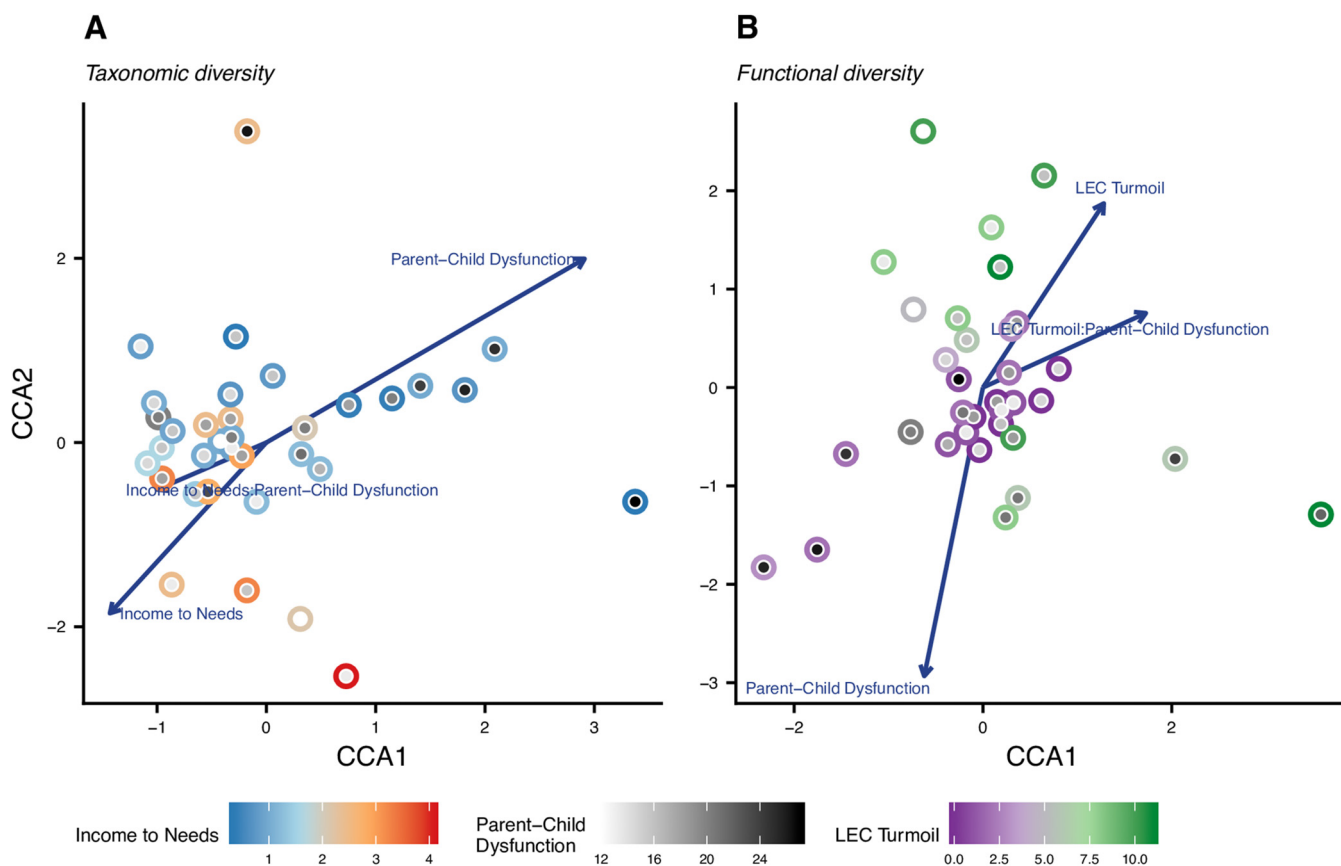 A
Taxonomic diversity
CCA2
2
0
−2
−1
0
1
2
3
CCA1
Parent−Child Dysfunction
Income to Needs:Parent−Child Dysfunction
Income to Needs
B
Functional diversity
2
1
0
−1
−2
−3
−2
0
2
CCA1
LEC Turmoil
LEC Turmoil:Parent−Child Dysfunction
Parent−Child Dysfunction
Income to Needs
1
2
3
4
Parent−Child
Dysfunction
12
16
20
24
LEC Turmoil
0.0
2.5
5.0
7.5
10.0